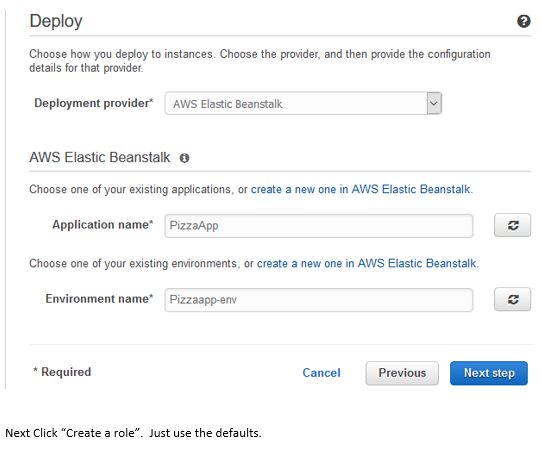 Deploy
Choose how you deploy to instances. Choose the provider, and then provide the configuration
details for that provider.
Deployment provider* AWS Elastic Beanstalk
AWS Elastic Beanstalk
Choose one of your existing applications, or create a new one in AWS Elastic Beanstalk.
Application name* PizzaApp
Choose one of your existing environments, or create a new one in AWS Elastic Beanstalk.
Environment name* Pizzaapp-env
* Required Cancel Previous Next step
Next Click “Create a role”. Just use the defaults.